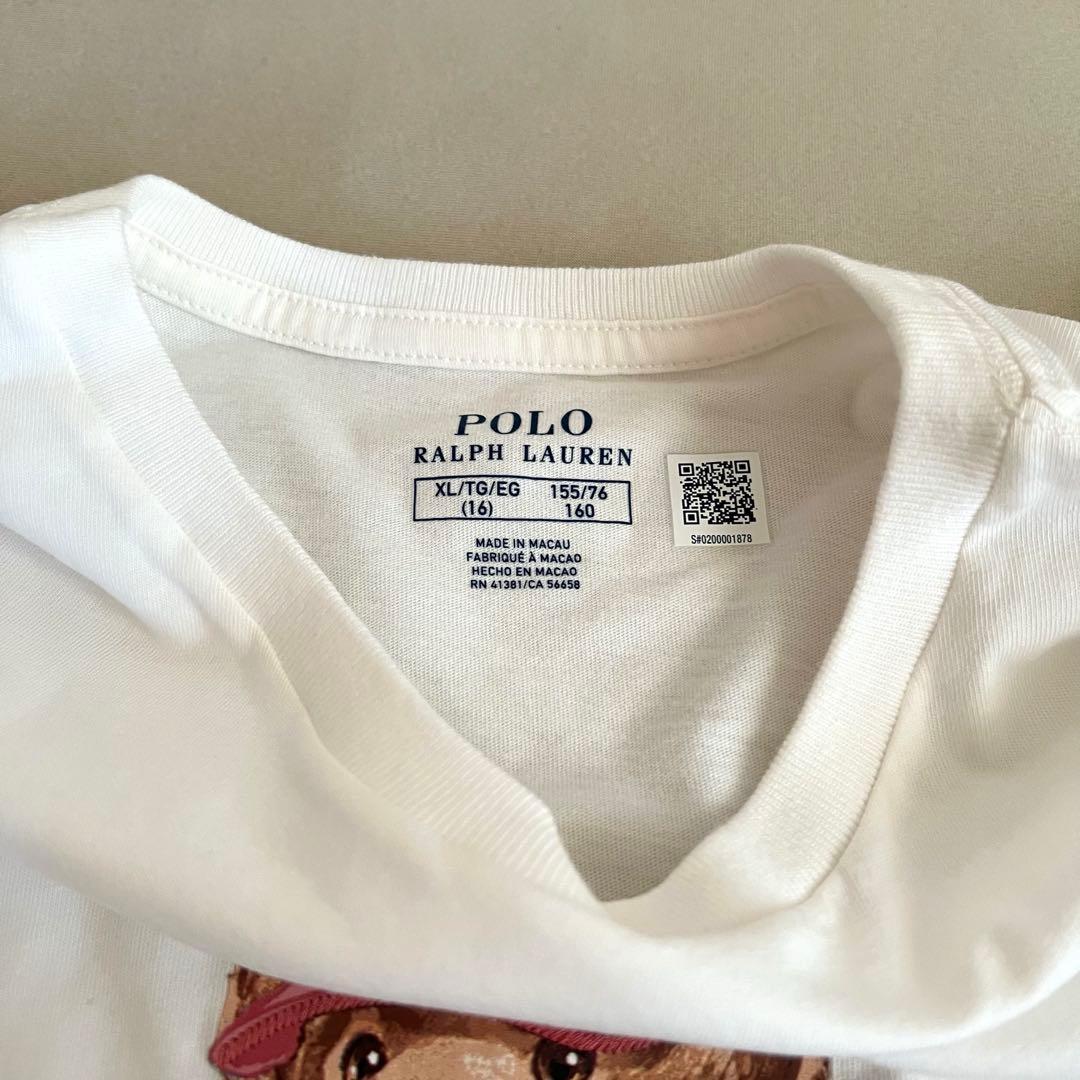 POLO
RALPH LAUREN
XL/TG/EG 155/76
(16) 160
MADE IN MACAU
FABRIQUÉ À MACAO
HECHO EN MACAO
RN 41381/CA 56658
S#0200001878